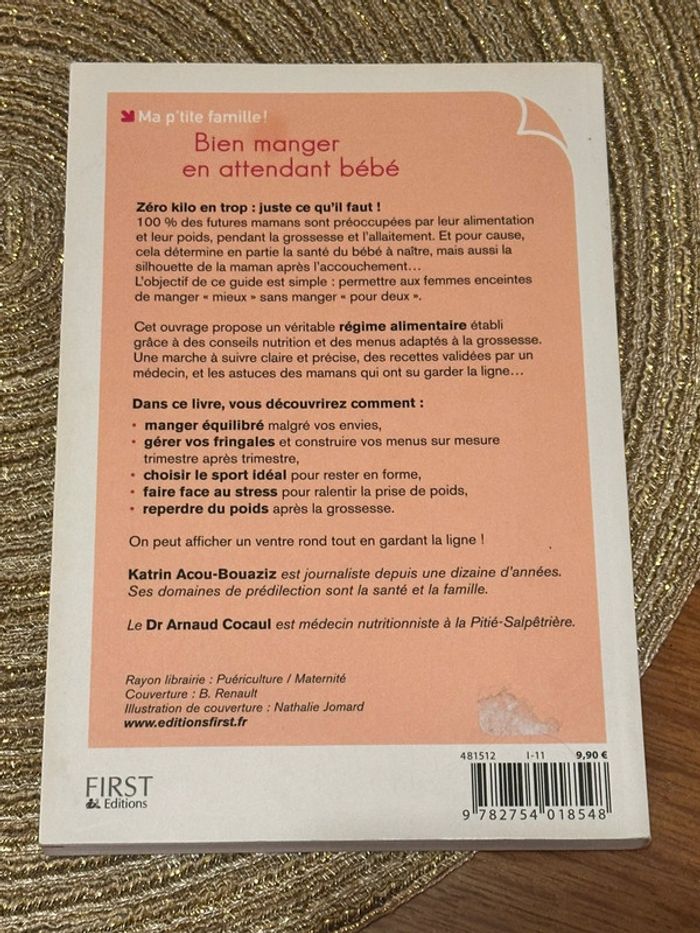 Ma p'tite famille!
Bien manger
en attendant bébé
Zéro kilo en trop : juste ce qu'il faut !
100 % des futures mamans sont préoccupées par leur alimentation
et leur poids, pendant la grossesse et l'allaitement. Et pour cause,
cela détermine en partie la santé du bébé à naître, mais aussi la
silhouette de la maman après l'accouchement...
L'objectif de ce guide est simple : permettre aux femmes enceintes
de manger « mieux » sans manger « pour deux ».
Cet ouvrage propose un véritable régime alimentaire établi
grâce à des conseils nutrition et des menus adaptés à la grossesse.
Une marche à suivre claire et précise, des recettes validées par un
médecin, et les astuces des mamans qui ont su garder la ligne...
Dans ce livre, vous découvrirez comment :
• manger équilibré malgré vos envies,
• gérer vos fringales et construire vos menus sur mesure
trimestre après trimestre,
• choisir le sport idéal pour rester en forme,
• faire face au stress pour ralentir la prise de poids,
• reperdre du poids après la grossesse.
On peut afficher un ventre rond tout en gardant la ligne !
Katrin Acou-Bouaziz est journaliste depuis une dizaine d'années.
Ses domaines de prédilection sont la santé et la famille.
Le Dr Arnaud Cocaul est médecin nutritionniste à la Pitié-Salpêtrière.
Rayon librairie : Puériculture / Maternité
Couverture : B. Renault
Illustration de couverture : Nathalie Jomard
www.editionsfirst.fr
481512 I-11 9,90 €
FIRST
Editions
9 782754 018548